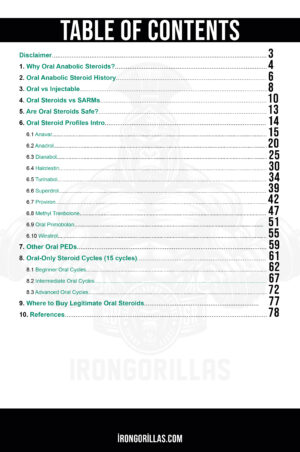 TABLE OF CONTENTS
Disclaimer 3
1. Why Oral Anabolic Steroids? 4
2. Oral Anabolic Steroid History 6
3. Oral vs Injectable 8
4. Oral Steroids vs SARMs 10
5. Are Oral Steroids Safe? 13
6. Oral Steroid Profiles Intro 14
6.1 Anavar 15
6.2 Anadrol 20
6.3 Dianabol 25
6.4 Halotestin 30
6.5 Turinabol 34
6.6 Superdrol 39
6.7 Proviron 42
6.8 Methyl Trenbolone 47
6.9 Oral Primobolan 51
6.10 Winstrol 55
7. Other Oral PEDs 59
8. Oral-Only Steroid Cycles (15 cycles) 61
8.1 Beginner Oral Cycles 62
8.2 Intermediate Oral Cycles 67
8.3 Advanced Oral Cycles 72
9. Where to Buy Legitimate Oral Steroids 77
10. References 78
IRONGORILLAS
IRONGORILLAS.COM